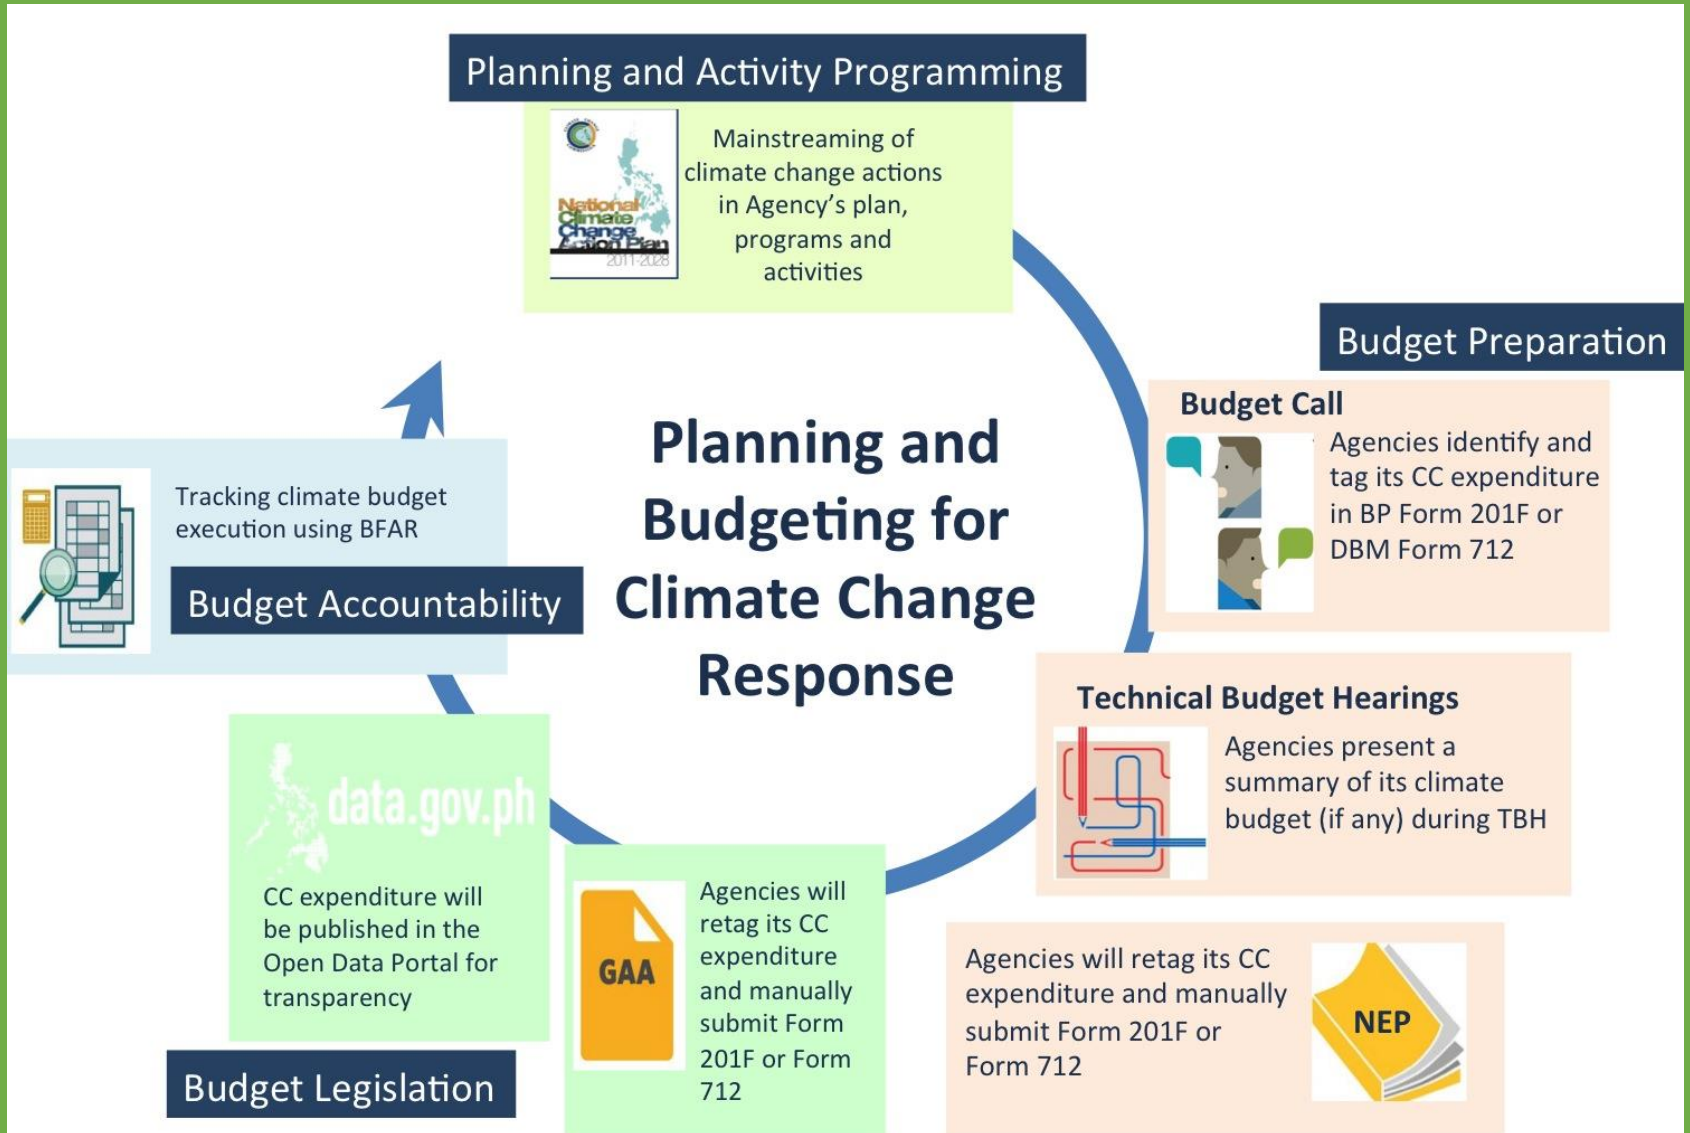 Planning and Activity Programming
National
Climate
Change
Action Plan
2011-2028
Mainstreaming of
climate change actions
in Agency's plan,
programs and
activities
Budget Preparation
Budget Call
Agencies identify and
tag its CC expenditure
in BP Form 201F or
DBM Form 712
Technical Budget Hearings
Agencies present a
summary of its climate
budget (if any) during TBH
Agencies will retag its CC
expenditure and manually
submit Form 201F or
Form 712
NEP
GAA
Agencies will
retag its CC
expenditure
and manually
submit Form
201F or Form
712
data.gov.ph
CC expenditure will
be published in the
Open Data Portal for
transparency
Budget Legislation
Tracking climate budget
execution using BFAR
Budget Accountability
Planning and
Budgeting for
Climate Change
Response